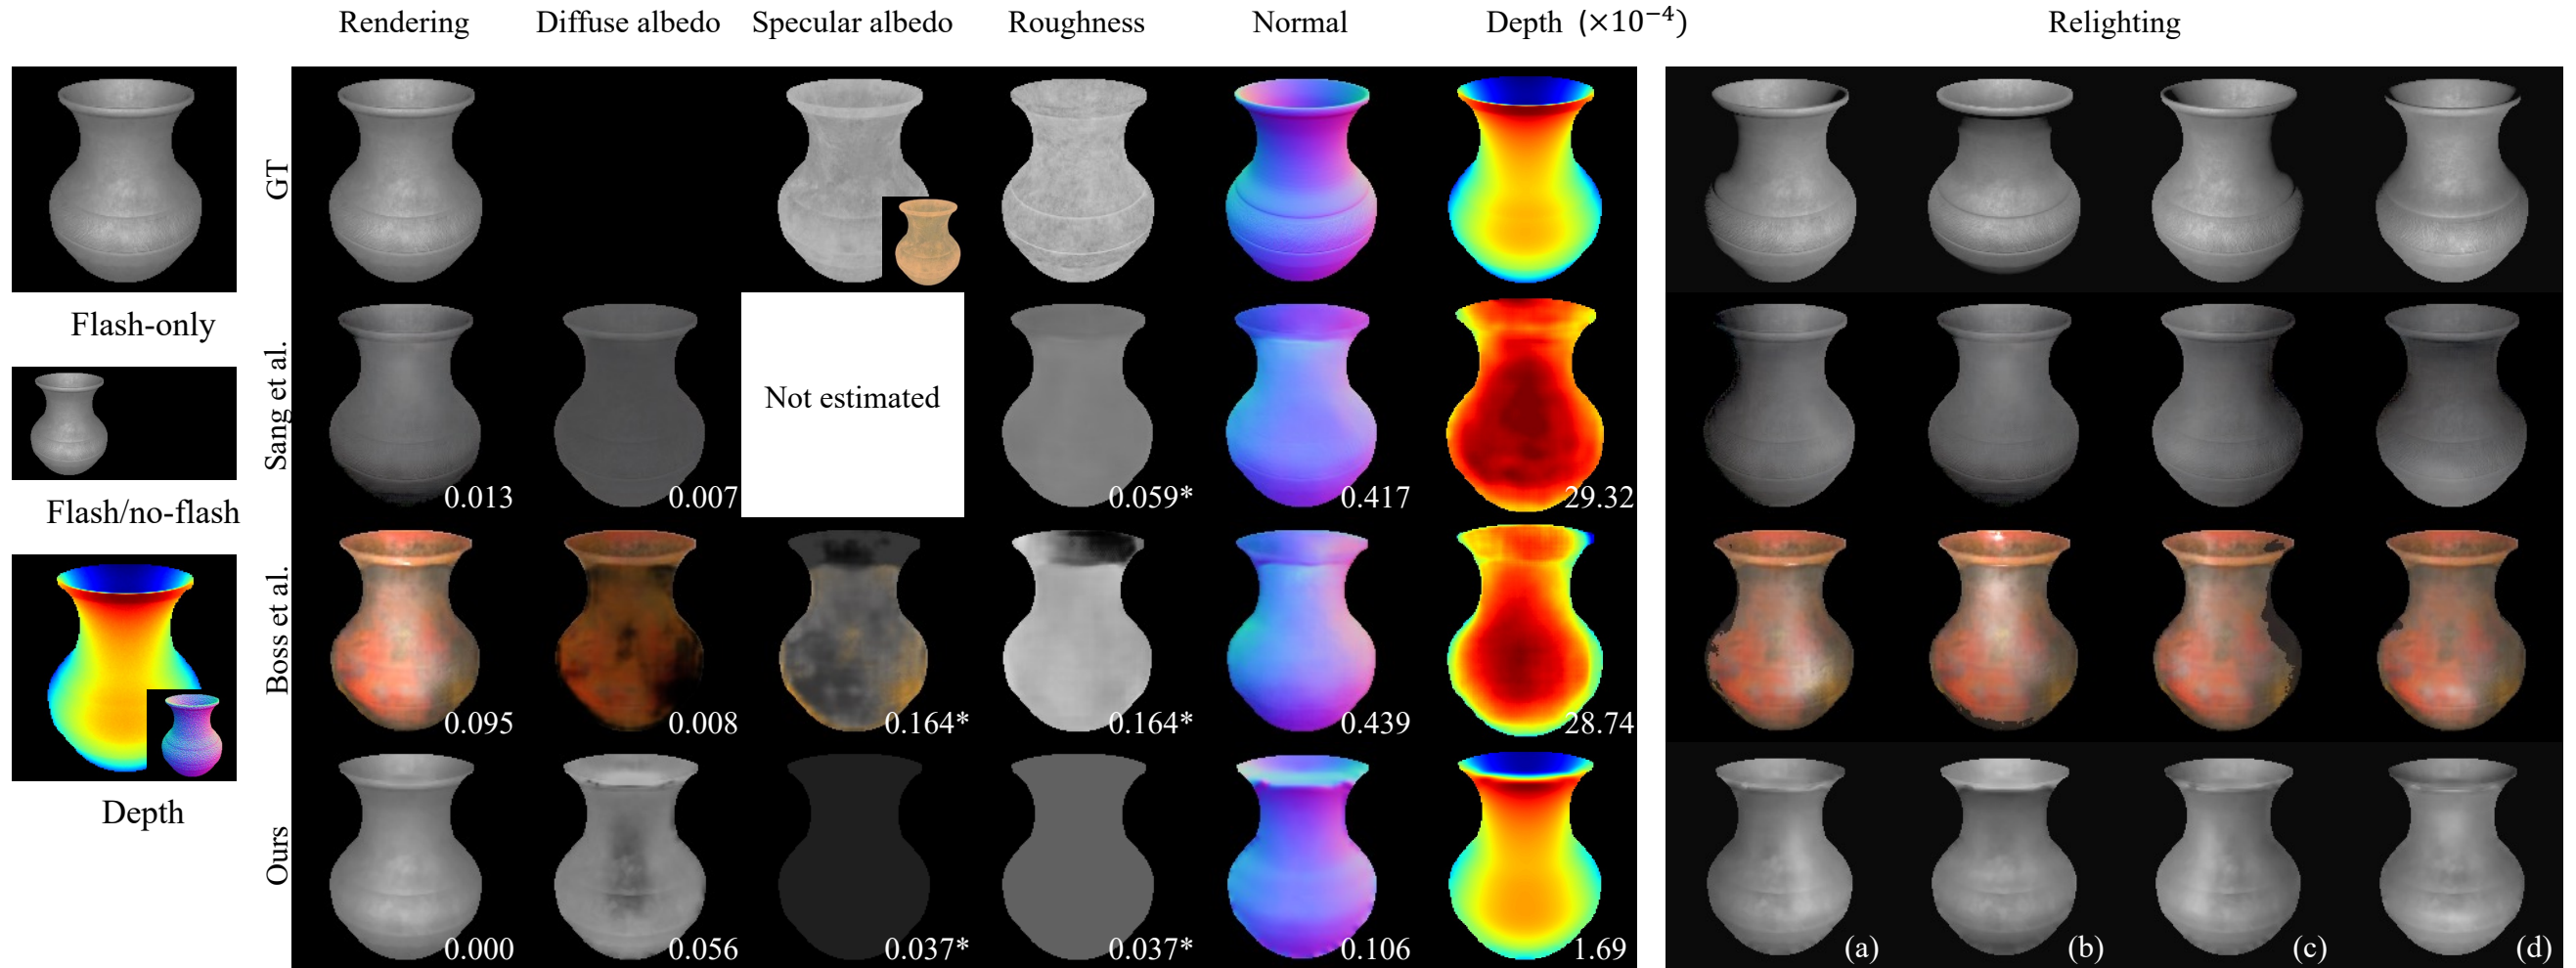 Rendering Diffuse albedo Specular albedo Roughness Normal Depth (×10⁻⁴) Relighting
GT
Flash-only
Sang et al.
Not estimated
0.013 0.007 0.059* 0.417 29.32
Flash/no-flash
Boss et al.
0.095 0.008 0.164* 0.164* 0.439 28.74
Depth
Ours
0.000 0.056 0.037* 0.037* 0.106 1.69 (a) (b) (c) (d)